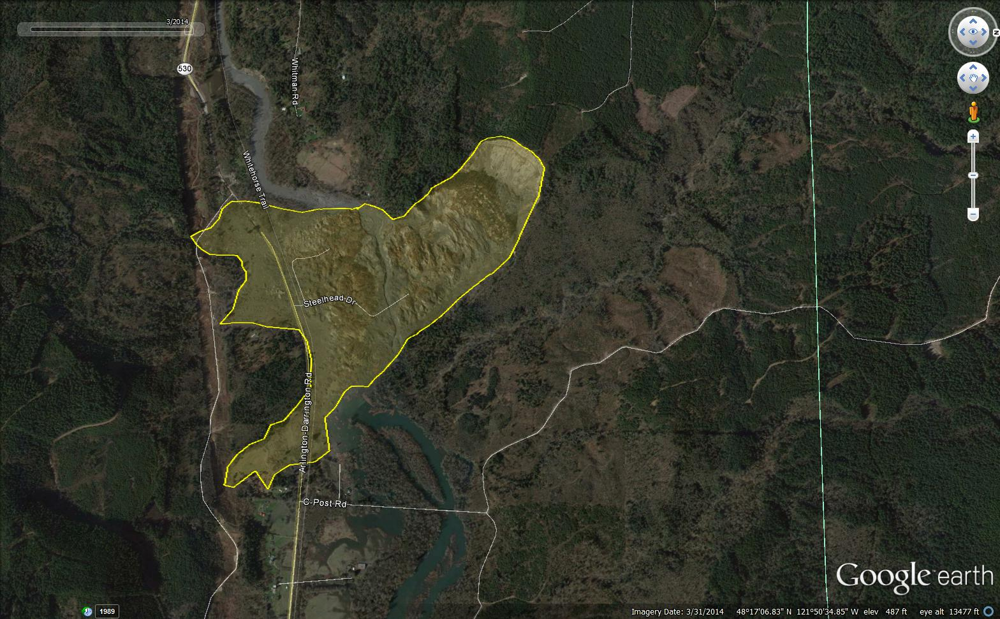 3/2014
530
Whitman-Rd
N
Whitehorse Trail
Steelhead-Dr
Arlington-Darrington-Rd
C-Post-Rd
Google earth
1989
Imagery Date: 3/31/2014 48°17'06.83" N 121°50'34.85" W elev 487 ft eye alt 13477 ft